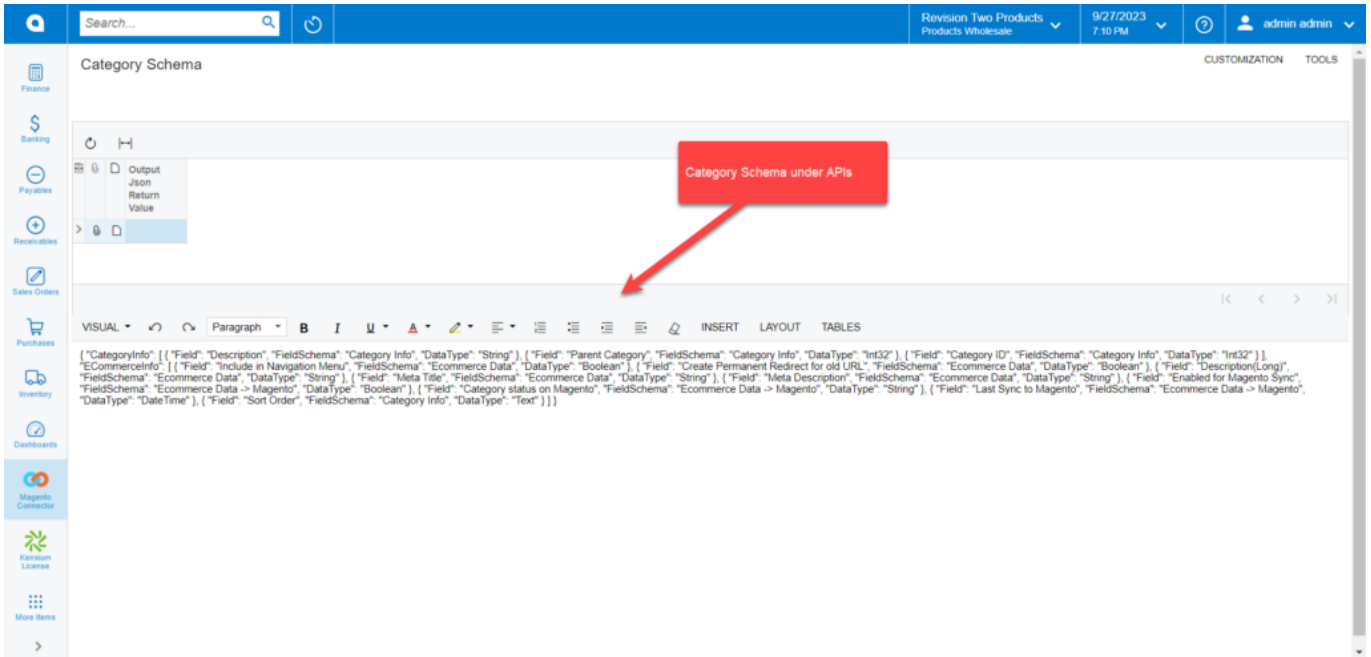 Search...
Revision Two Products
Products Wholesale
9/27/2023
7:10 PM
admin admin
Finance
Banking
Payables
Receivables
Sales Orders
Purchases
Inventory
Dashboards
Magento
Connector
Kensium
License
More Items
Category Schema
CUSTOMIZATION TOOLS
Output
Json
Return
Value
Category Schema under APIs
VISUAL Paragraph B I U A INSERT LAYOUT TABLES
{ "CategoryInfo": [ { "Field": "Description", "FieldSchema": "Category Info", "DataType": "String" }, { "Field": "Parent Category", "FieldSchema": "Category Info", "DataType": "Int32" }, { "Field": "Category ID", "FieldSchema": "Category Info", "DataType": "Int32" } ],
"ECommerceInfo": [ { "Field": "Include in Navigation Menu", "FieldSchema": "Ecommerce Data", "DataType": "Boolean" }, { "Field": "Create Permanent Redirect for old URL", "FieldSchema": "Ecommerce Data", "DataType": "Boolean" }, { "Field": "Description(Long)",
"FieldSchema": "Ecommerce Data", "DataType": "String" }, { "Field": "Meta Title", "FieldSchema": "Ecommerce Data", "DataType": "String" }, { "Field": "Meta Description", "FieldSchema": "Ecommerce Data", "DataType": "String" }, { "Field": "Enabled for Magento Sync",
"FieldSchema": "Ecommerce Data -> Magento", "DataType": "Boolean" }, { "Field": "Category status on Magento", "FieldSchema": "Ecommerce Data -> Magento", "DataType": "String" }, { "Field": "Last Sync to Magento", "FieldSchema": "Ecommerce Data -> Magento",
"DataType": "DateTime" }, { "Field": "Sort Order", "FieldSchema": "Category Info", "DataType": "Text" } ] }